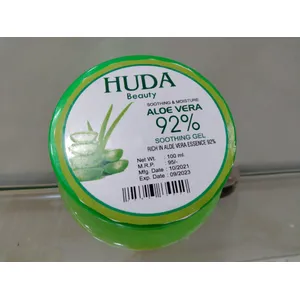 HUDA
Beauty
SOOTHING & MOISTURE
ALOE VERA
92%
SOOTHING GEL
RICH IN ALOE VERA ESSENCE 92%
Net Wt. : 100 ml.
M.R.P. : 95/-
Mfg. Date : 10/2021
Exp. Date : 09/2023